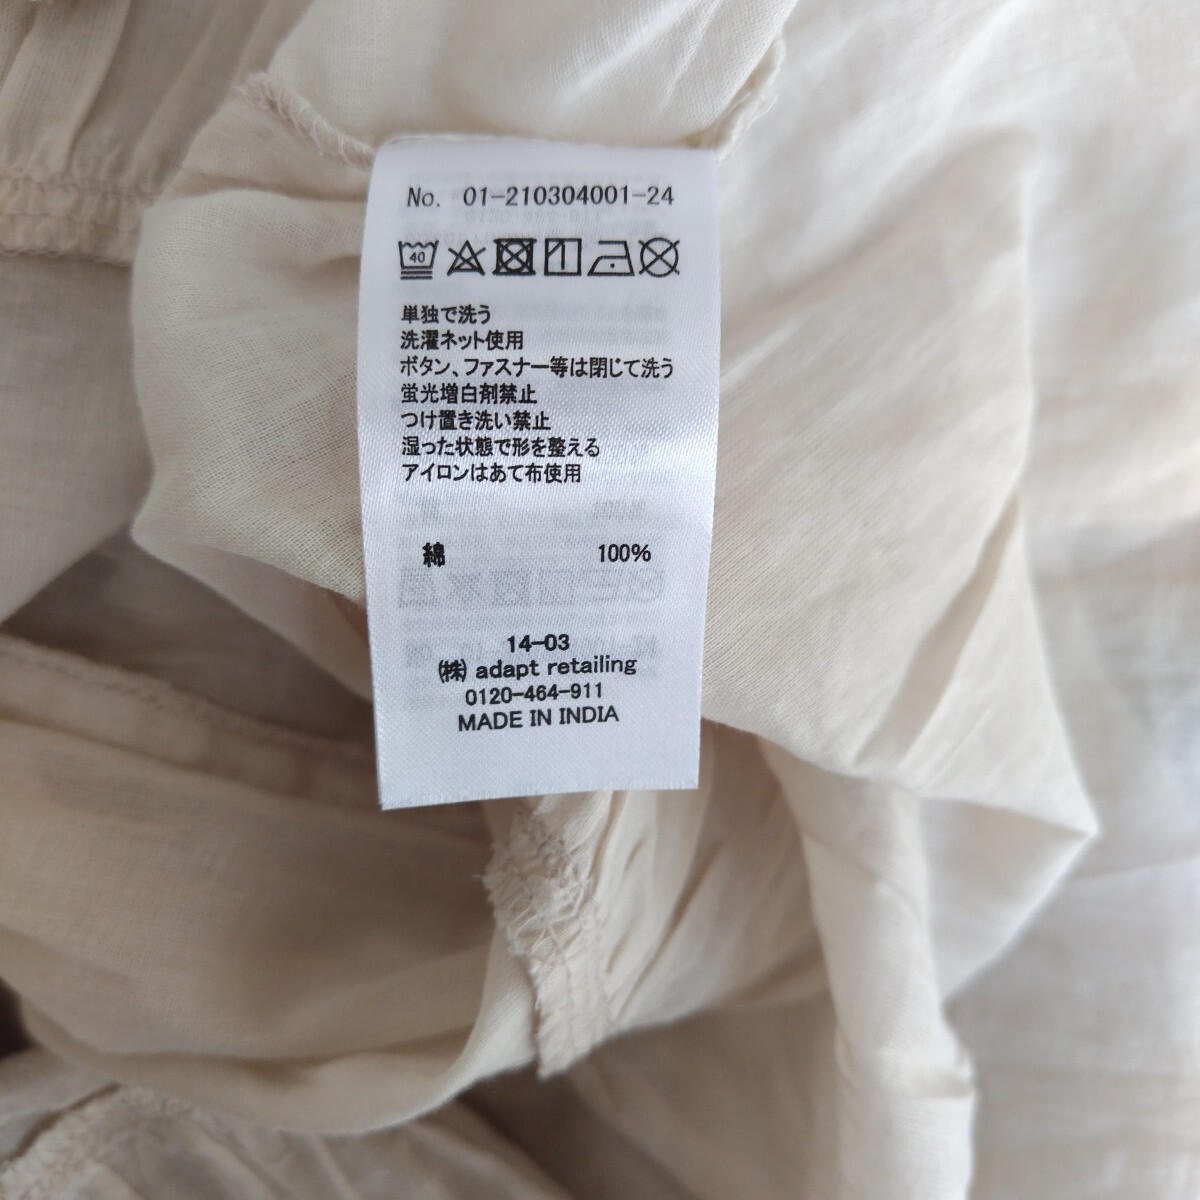 No. 01-210304001-24
40
単独で洗う
洗濯ネット使用
ボタン、ファスナー等は閉じて洗う
蛍光増白剤禁止
つけ置き洗い禁止
湿った状態で形を整える
アイロンはあて布使用
綿 100%
14-03
㈱ adapt retailing
0120-464-911
MADE IN INDIA